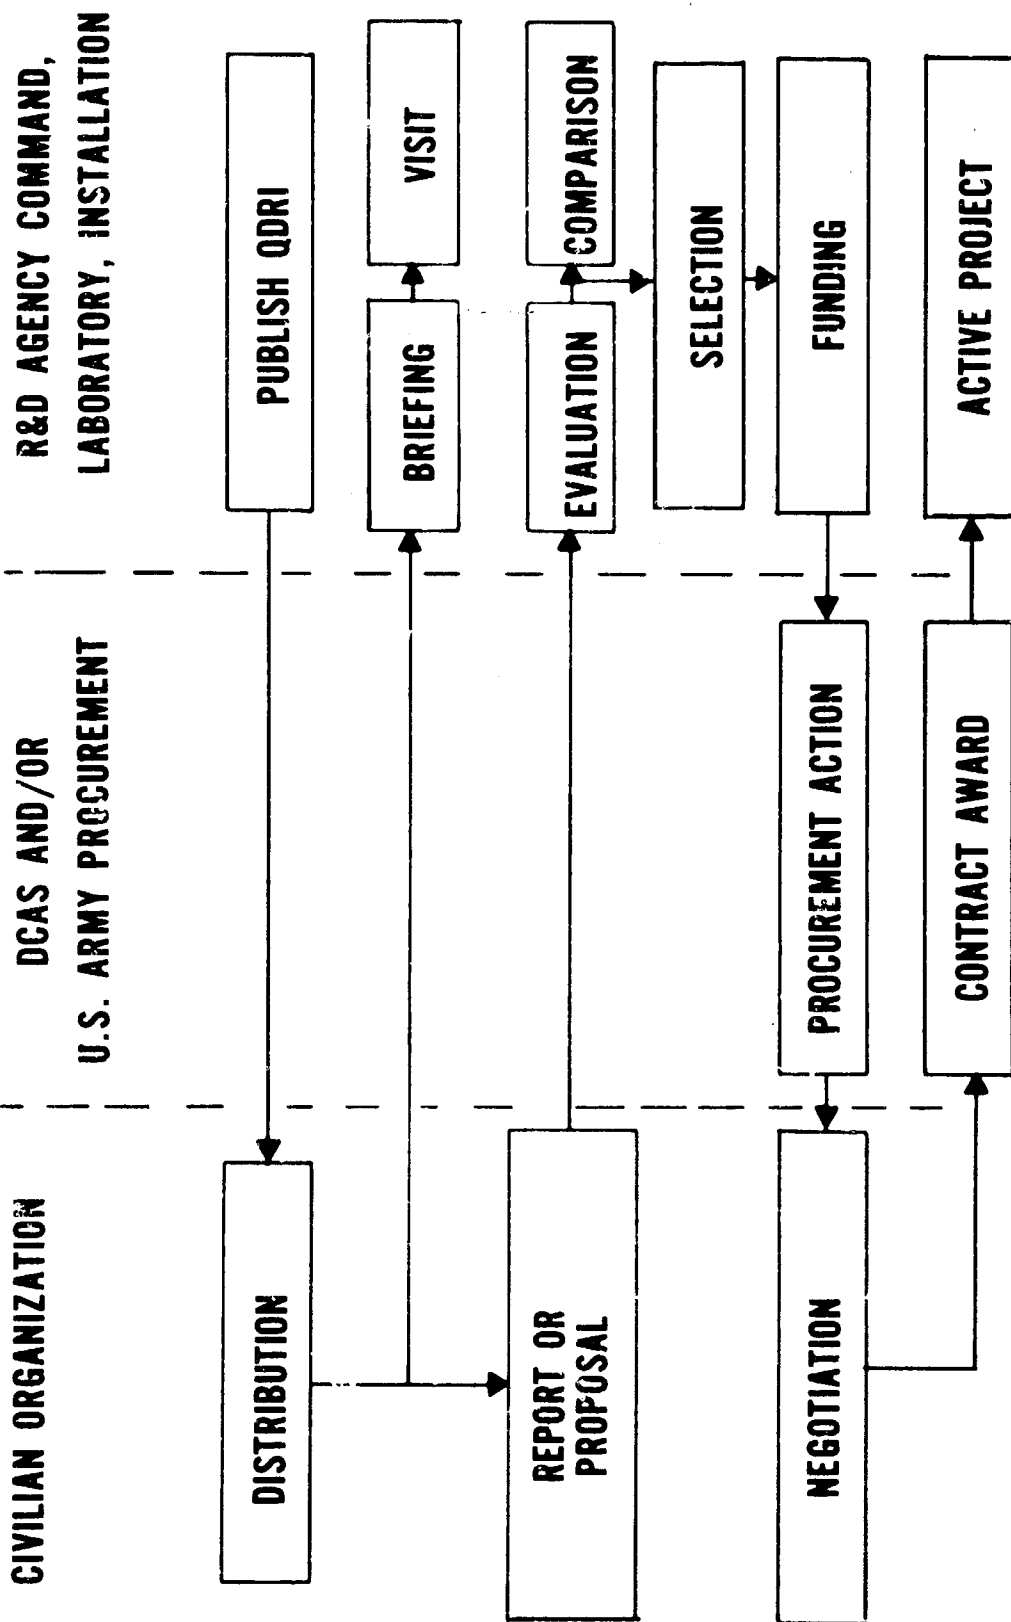 CIVILIAN ORGANIZATION
DCAS AND/OR
U.S. ARMY PROCUREMENT
R&D AGENCY COMMAND,
LABORATORY, INSTALLATION
PUBLISH QDRI
DISTRIBUTION
BRIEFING
VISIT
REPORT OR
PROPOSAL
EVALUATION
COMPARISON
SELECTION
FUNDING
PROCUREMENT ACTION
NEGOTIATION
CONTRACT AWARD
ACTIVE PROJECT